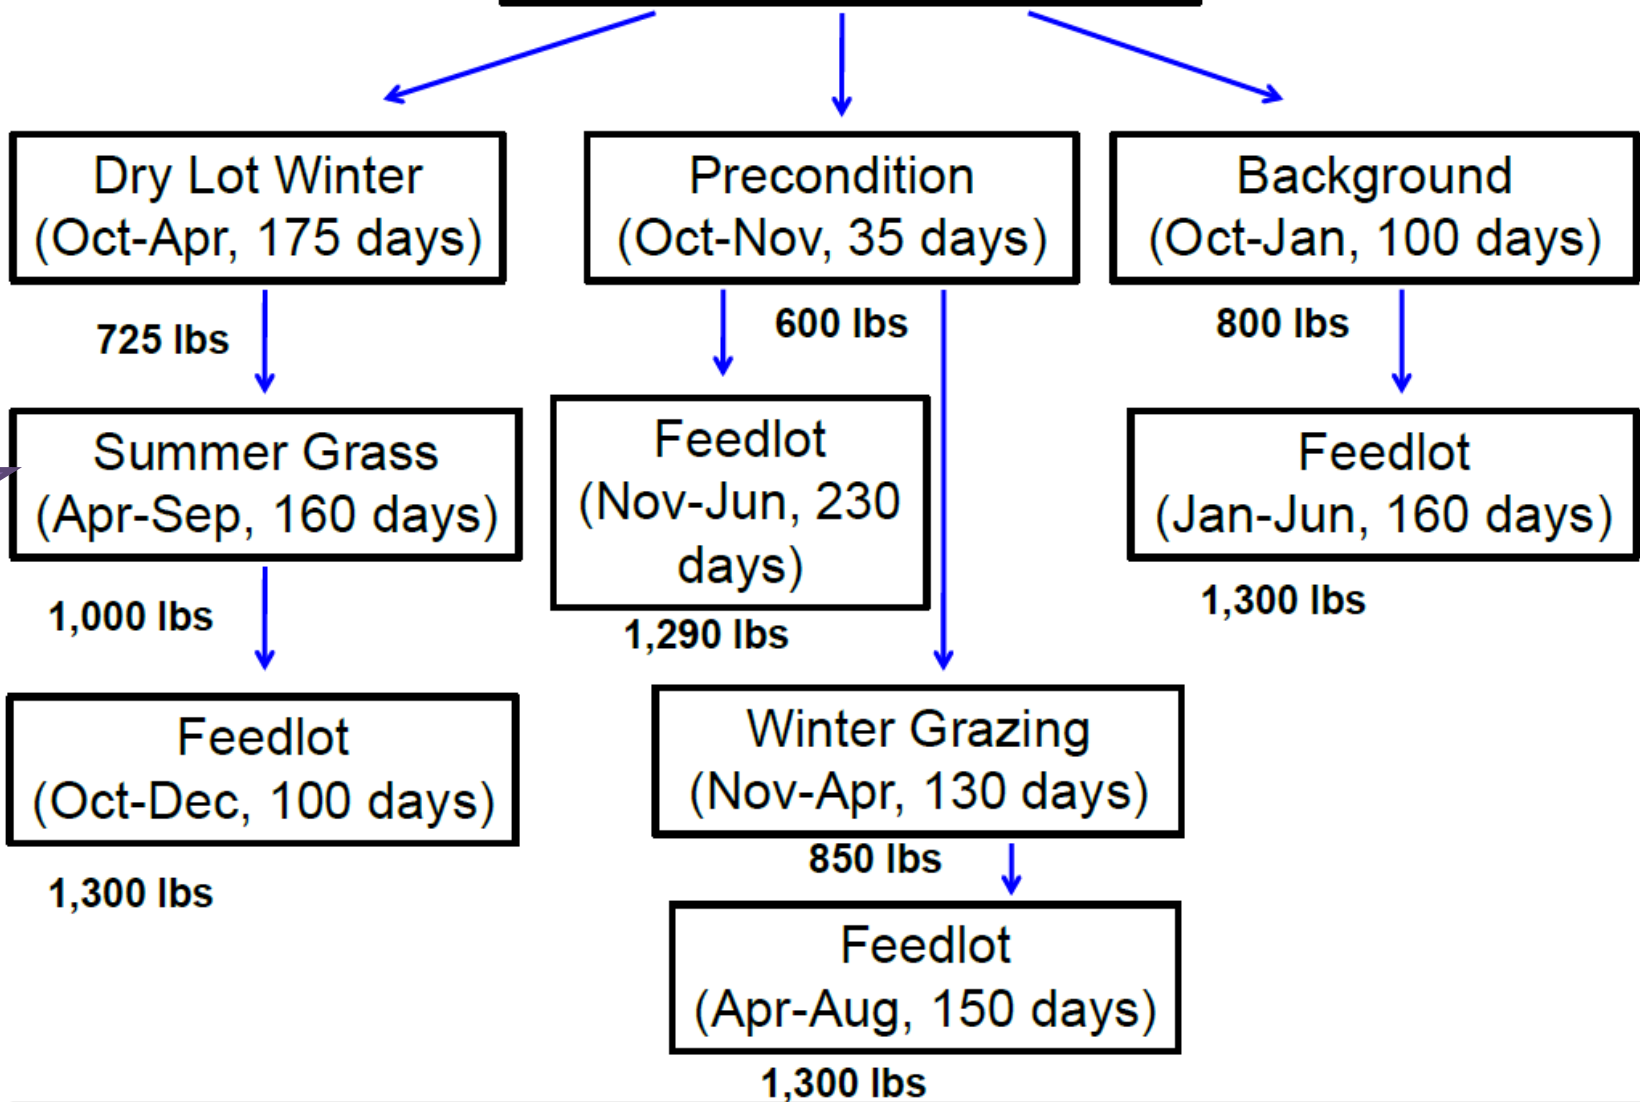 Dry Lot Winter
(Oct-Apr, 175 days)
Precondition
(Oct-Nov, 35 days)
Background
(Oct-Jan, 100 days)
725 lbs
600 lbs
800 lbs
Summer Grass
(Apr-Sep, 160 days)
Feedlot
(Nov-Jun, 230
days)
Feedlot
(Jan-Jun, 160 days)
1,000 lbs
1,290 lbs
1,300 lbs
Feedlot
(Oct-Dec, 100 days)
Winter Grazing
(Nov-Apr, 130 days)
1,300 lbs
850 lbs
Feedlot
(Apr-Aug, 150 days)
1,300 lbs